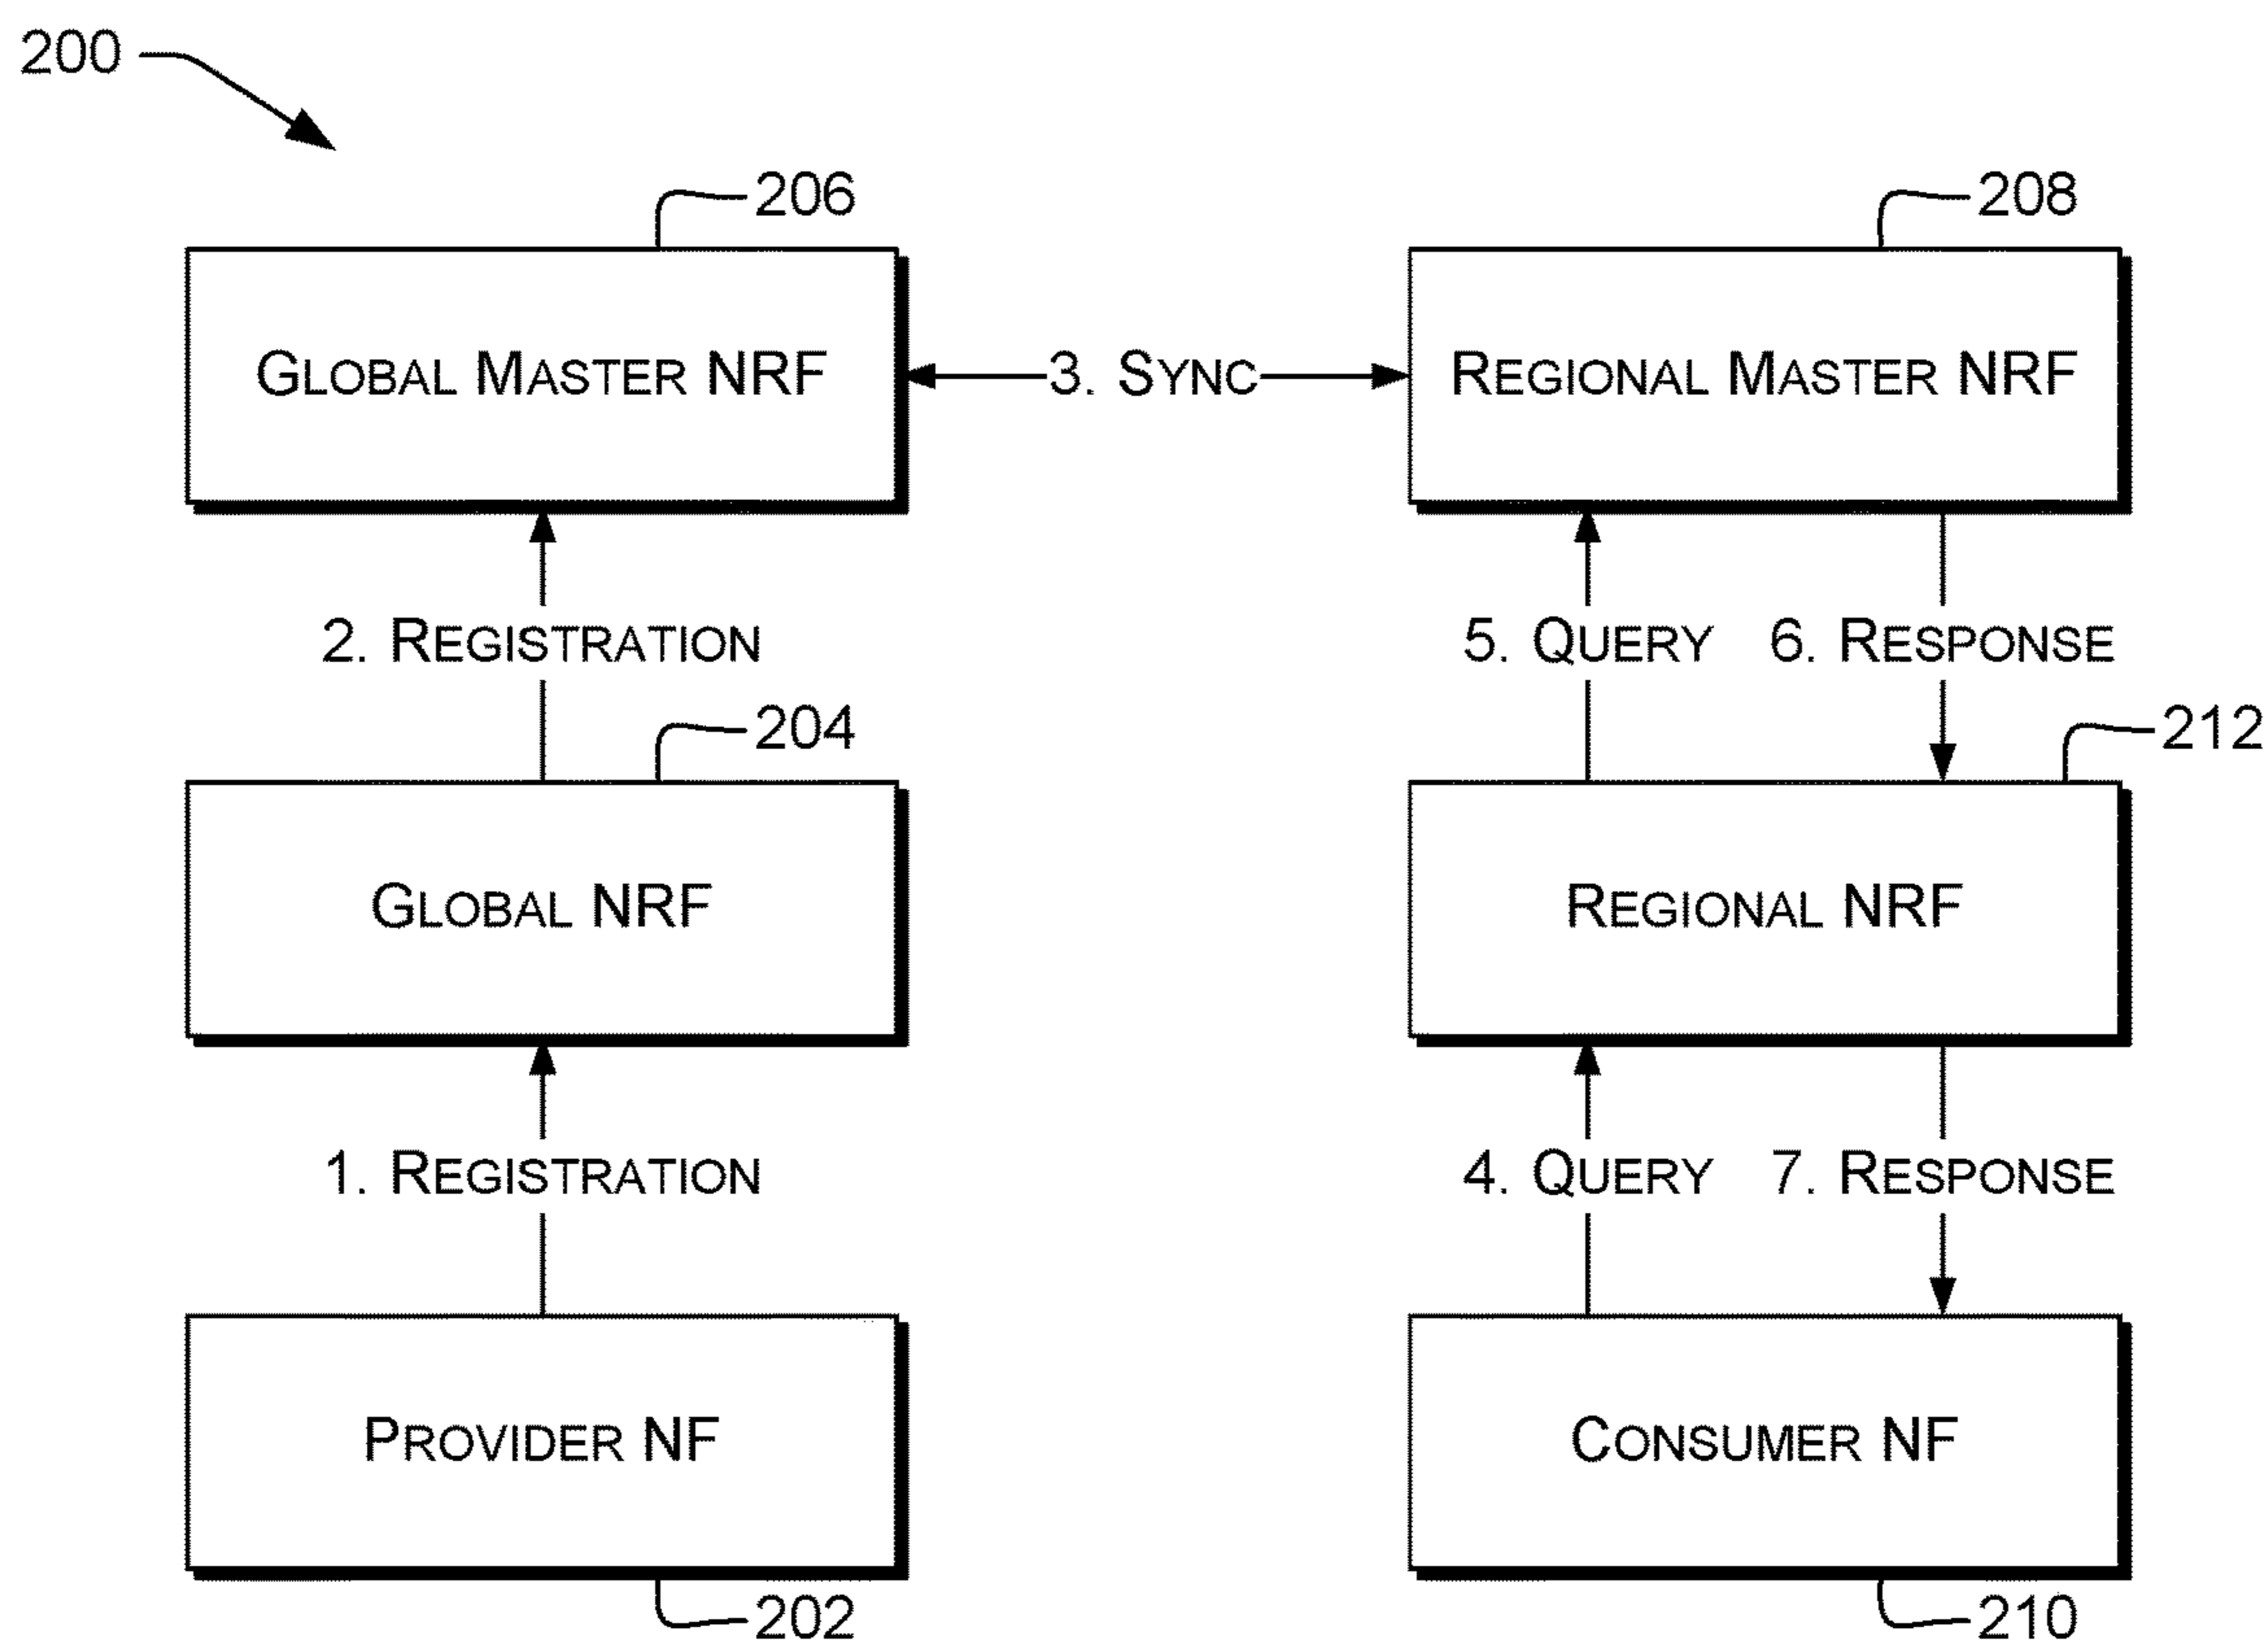 200
206
208
GLOBAL MASTER NRF
3. SYNC
REGIONAL MASTER NRF
2. REGISTRATION
5. QUERY
6. RESPONSE
204
212
GLOBAL NRF
REGIONAL NRF
1. REGISTRATION
4. QUERY
7. RESPONSE
PROVIDER NF
CONSUMER NF
202
210